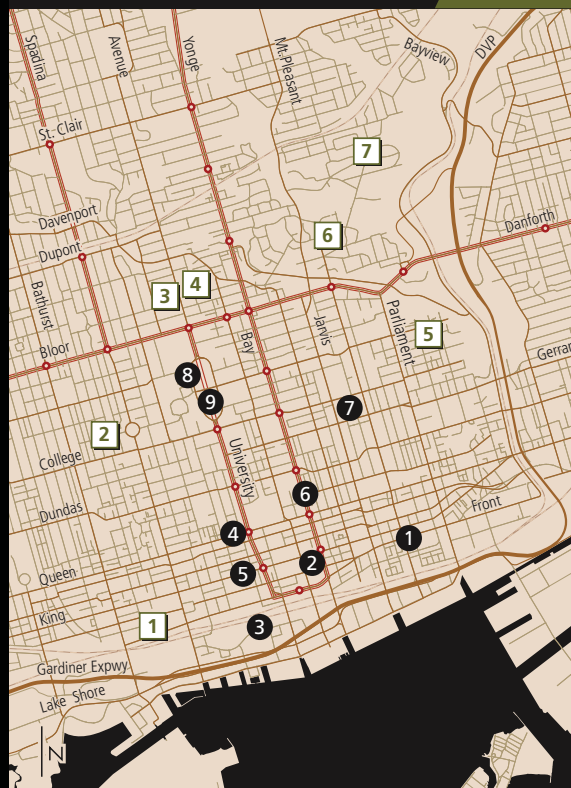 Spadina
Avenue
Yonge
Mt.Pleasant
Bayview
DVP
St. Clair
7
Davenport
6
Danforth
Dupont
4
3
Bathurst
Jarvis
Parliament
5
Bay
Bloor
Gerrar
8
9
7
2
College
University
6
Front
Dundas
4
1
2
5
Queen
King
1
3
Gardiner Expwy
Lake Shore
N